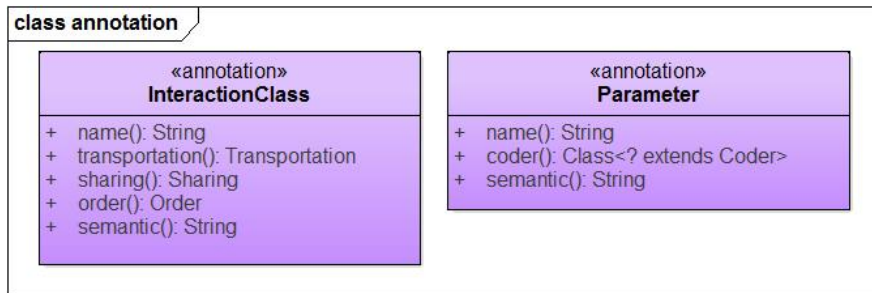 class annotation
«annotation»
InteractionClass
+ name(): String
+ transportation(): Transportation
+ sharing(): Sharing
+ order(): Order
+ semantic(): String
«annotation»
Parameter
+ name(): String
+ coder(): Class<? extends Coder>
+ semantic(): String